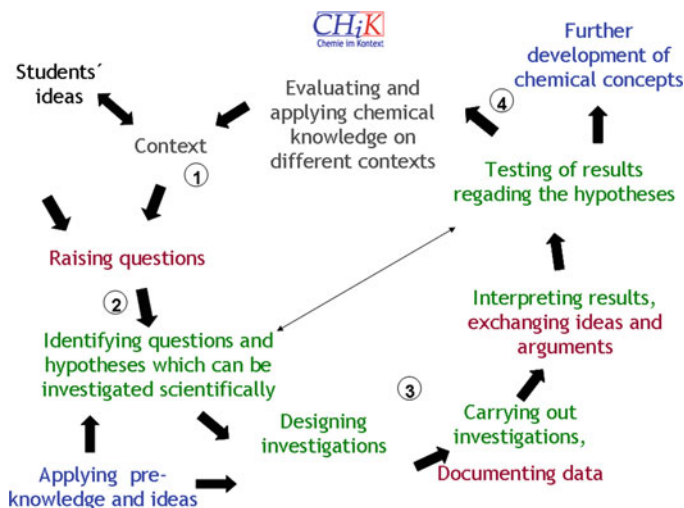 CHiK
Chemie im Kontext
Students´
ideas
Context
1
Evaluating and
applying chemical
knowledge on
different contexts
4
Further
development of
chemical concepts
Testing of results
regading the hypotheses
Raising questions
2
Identifying questions and
hypotheses which can be
investigated scientifically
Interpreting results,
exchanging ideas and
arguments
3
Designing
investigations
Carrying out
investigations,
Documenting data
Applying pre-
knowledge and ideas